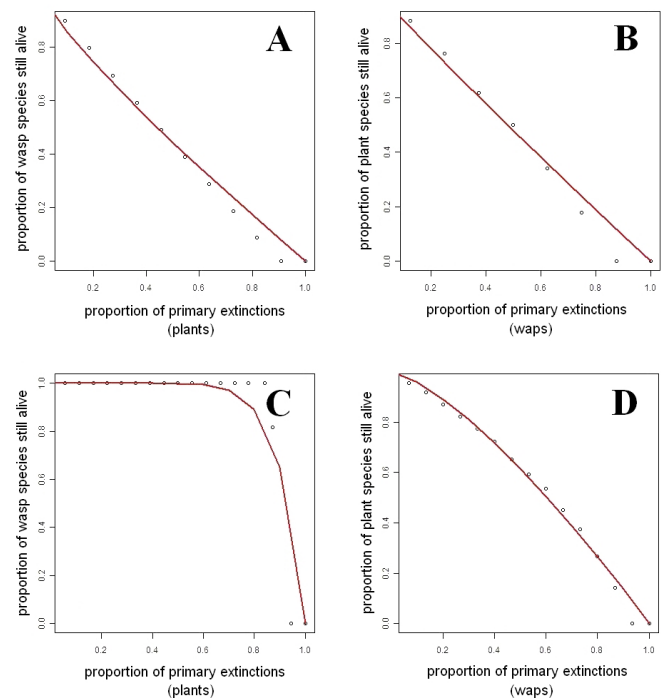 A
proportion of wasp species still alive
0.0 0.2 0.4 0.6 0.8
0.2 0.4 0.6 0.8 1.0
proportion of primary extinctions
(plants)
B
proportion of plant species still alive
0.0 0.2 0.4 0.6 0.8
0.2 0.4 0.6 0.8 1.0
proportion of primary extinctions
(waps)
C
proportion of wasp species still alive
0.0 0.2 0.4 0.6 0.8 1.0
0.2 0.4 0.6 0.8 1.0
proportion of primary extinctions
(plants)
D
proportion of plant species still alive
0.0 0.2 0.4 0.6 0.8 1.0
0.2 0.4 0.6 0.8 1.0
proportion of primary extinctions
(waps)